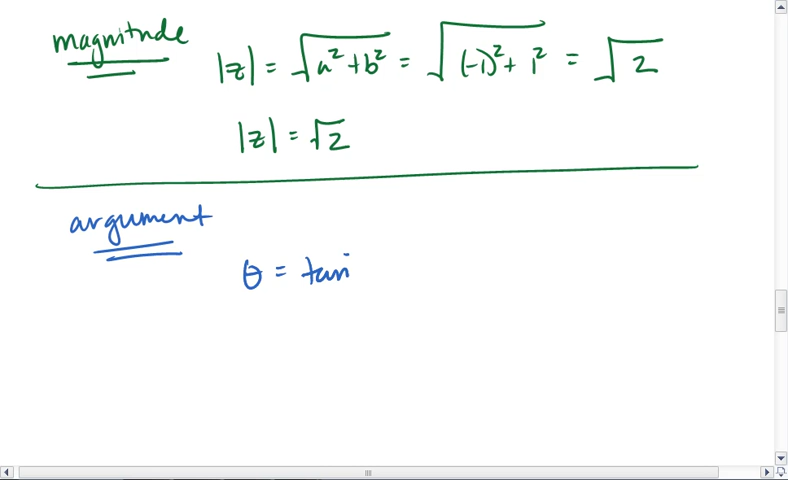 magnitude
|z| = √a² + b² = √(-1)² + 1² = √2
|z| = √2
argument
θ = tan